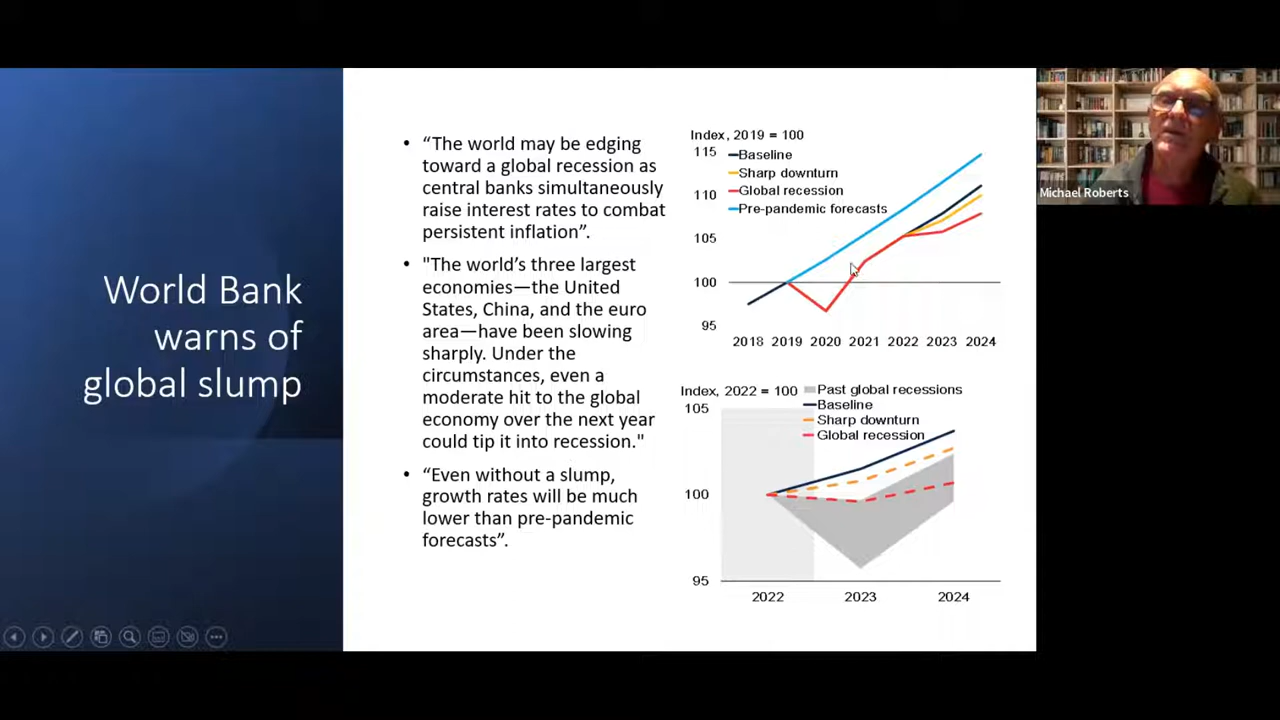 World Bank
warns of
global slump
• “The world may be edging
toward a global recession as
central banks simultaneously
raise interest rates to combat
persistent inflation”.
• "The world’s three largest
economies—the United
States, China, and the euro
area—have been slowing
sharply. Under the
circumstances, even a
moderate hit to the global
economy over the next year
could tip it into recession."
• “Even without a slump,
growth rates will be much
lower than pre-pandemic
forecasts”.
Index, 2019 = 100
115
Baseline
Sharp downturn
110
Global recession
Pre-pandemic forecasts
105
100
95
2018 2019 2020 2021 2022 2023 2024
Index, 2022 = 100
Past global recessions
105
Baseline
Sharp downturn
Global recession
100
95
2022 2023 2024
Michael Roberts